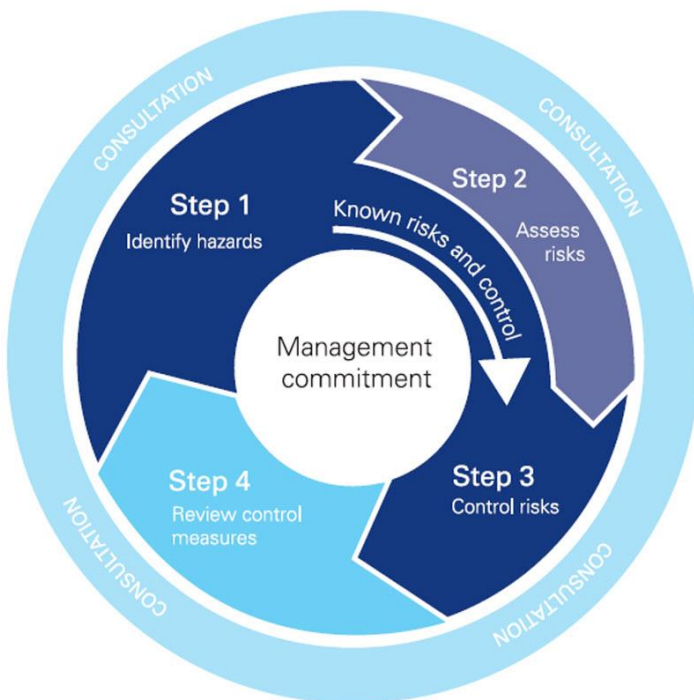 CONSULTATION
CONSULTATION
Step 1
Identify hazards
Step 2
Assess
risks
Known risks and control
Management
commitment
Step 3
Control risks
Step 4
Review control
measures
CONSULTATION
CONSULTATION